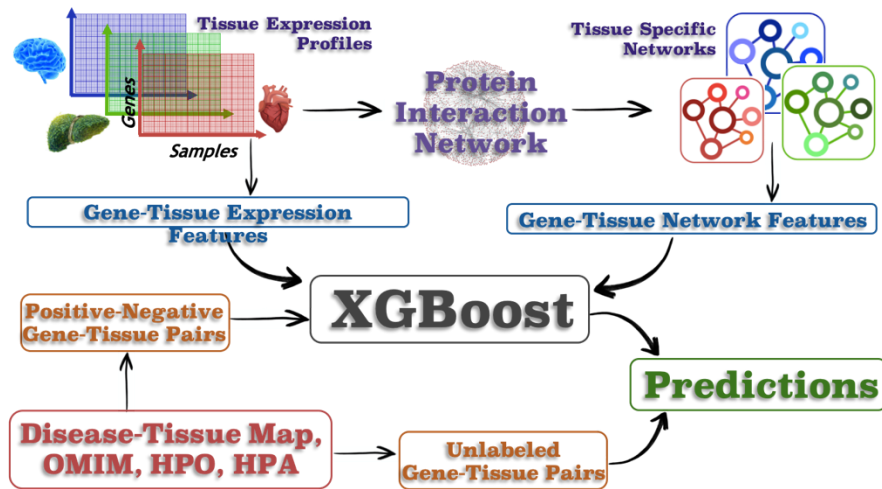 Tissue Expression
Profiles
Genes
Samples
Protein
Interaction
Network
Tissue Specific
Networks
Gene-Tissue Expression
Features
Gene-Tissue Network Features
XGBoost
Positive-Negative
Gene-Tissue Pairs
Predictions
Disease-Tissue Map,
OMIM, HPO, HPA
Unlabeled
Gene-Tissue Pairs